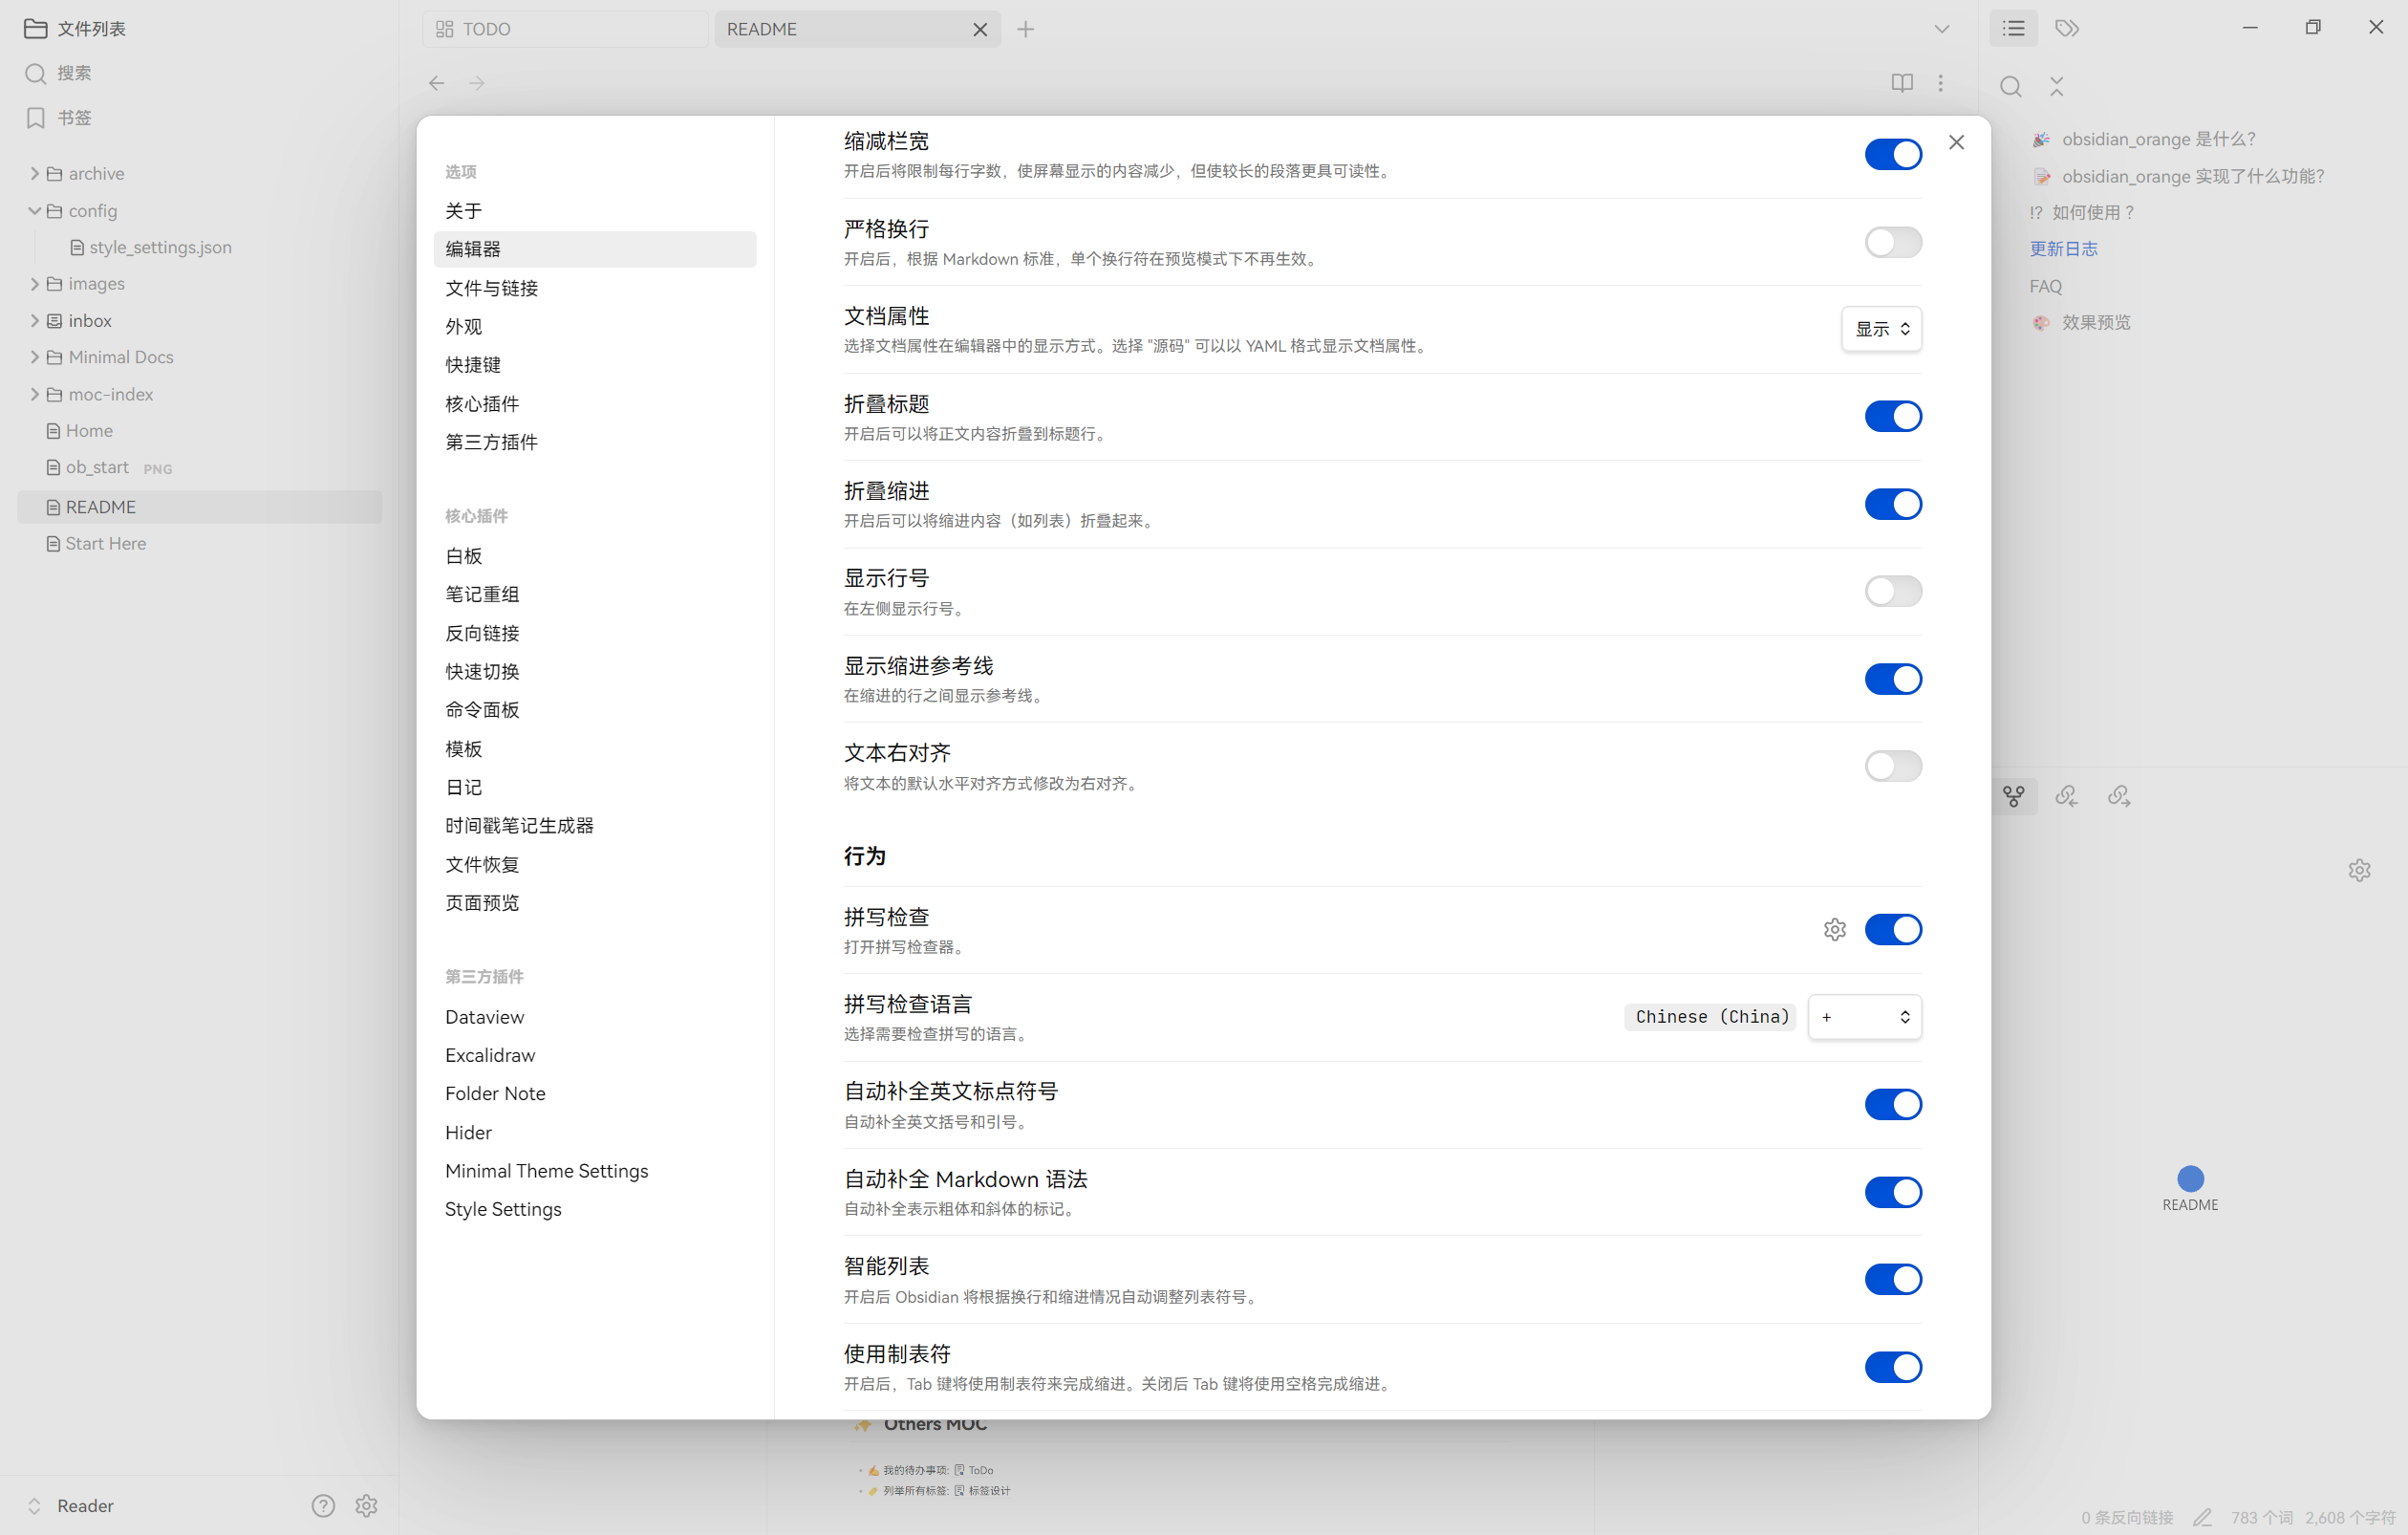 文件列表
搜索
书签
archive
config
style_settings.json
images
inbox
Minimal Docs
moc-index
Home
ob_start PNG
README
Start Here
Reader
TODO
README
选项
关于
编辑器
文件与链接
外观
快捷键
核心插件
第三方插件
核心插件
白板
笔记重组
反向链接
快速切换
命令面板
模板
日记
时间戳笔记生成器
文件恢复
页面预览
第三方插件
Dataview
Excalidraw
Folder Note
Hider
Minimal Theme Settings
Style Settings
缩减栏宽
开启后将限制每行字数，使屏幕显示的内容减少，但使较长的段落更具可读性。
严格换行
开启后，根据 Markdown 标准，单个换行符在预览模式下不再生效。
文档属性
选择文档属性在编辑器中的显示方式。选择 "源码" 可以以 YAML 格式显示文档属性。
显示
折叠标题
开启后可以将正文内容折叠到标题行。
折叠缩进
开启后可以将缩进内容（如列表）折叠起来。
显示行号
在左侧显示行号。
显示缩进参考线
在缩进的行之间显示参考线。
文本右对齐
将文本的默认水平对齐方式修改为右对齐。
行为
拼写检查
打开拼写检查器。
拼写检查语言
选择需要检查拼写的语言。
Chinese (China)
+
自动补全英文标点符号
自动补全英文括号和引号。
自动补全 Markdown 语法
自动补全表示粗体和斜体的标记。
智能列表
开启后 Obsidian 将根据换行和缩进情况自动调整列表符号。
使用制表符
开启后，Tab 键将使用制表符来完成缩进。关闭后 Tab 键将使用空格完成缩进。
✨ Others MOC
✍ 我的待办事项: ToDo
🏷 列举所有标签: 标签设计
🎉 obsidian_orange 是什么？
📝 obsidian_orange 实现了什么功能？
⁉ 如何使用？
更新日志
FAQ
🎨 效果预览
README
0 条反向链接
783 个词
2,608 个字符